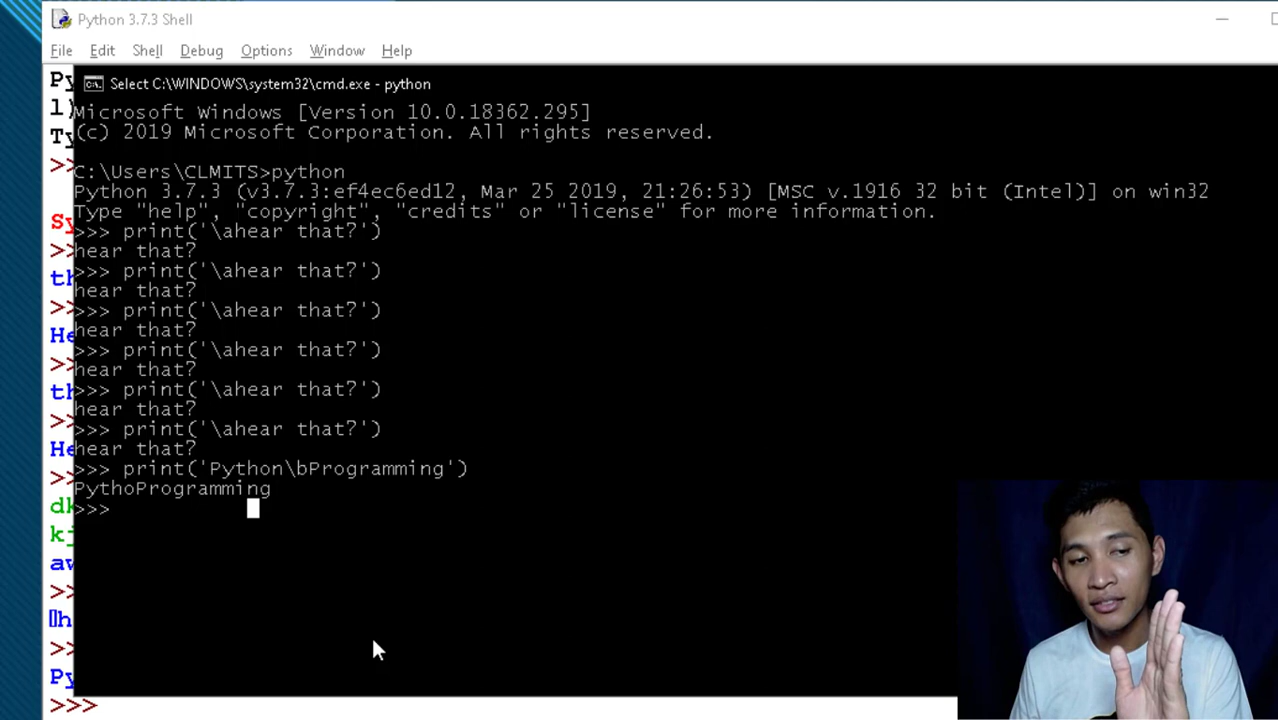 Python 3.7.3 Shell
File Edit Shell Debug Options Window Help
Select C:\WINDOWS\system32\cmd.exe - python
Microsoft Windows [Version 10.0.18362.295]
(c) 2019 Microsoft Corporation. All rights reserved.
C:\Users\CLMITS>python
Python 3.7.3 (v3.7.3:ef4ec6ed12, Mar 25 2019, 21:26:53) [MSC v.1916 32 bit (Intel)] on win32
Type "help", "copyright", "credits" or "license" for more information.
>>> print('\ahear that?')
hear that?
>>> print('\ahear that?')
hear that?
>>> print('\ahear that?')
hear that?
>>> print('\ahear that?')
hear that?
>>> print('\ahear that?')
hear that?
>>> print('\ahear that?')
hear that?
>>> print('Python\bProgramming')
PythoProgramming
>>>
>>>